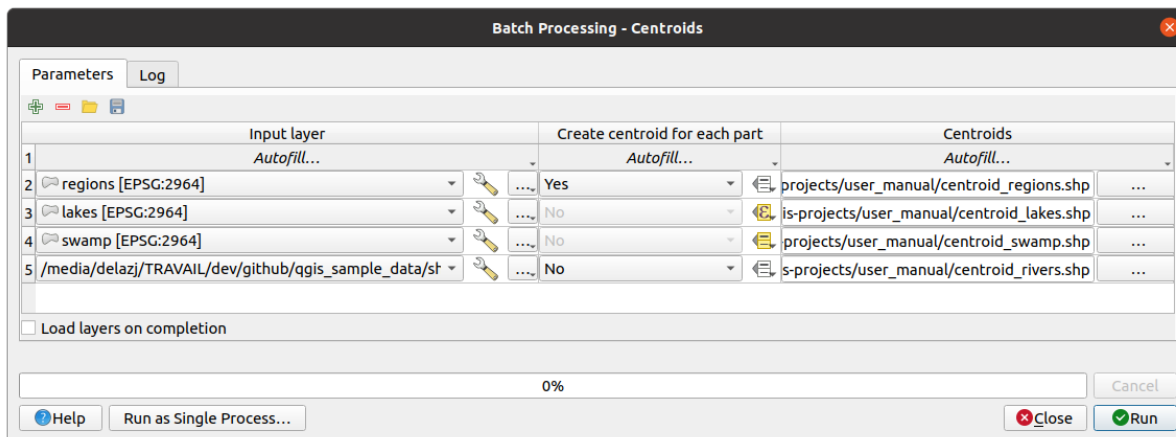 Batch Processing - Centroids
Parameters Log
Input layer Create centroid for each part Centroids
1 Autofill... Autofill... Autofill...
2 regions [EPSG:2964] ... Yes projects/user_manual/centroid_regions.shp ...
3 lakes [EPSG:2964] ... No is-projects/user_manual/centroid_lakes.shp ...
4 swamp [EPSG:2964] ... No projects/user_manual/centroid_swamp.shp ...
5 /media/delazj/TRAVAIL/dev/github/qgis_sample_data/sh ... No s-projects/user_manual/centroid_rivers.shp ...
Load layers on completion
0% Cancel
Help Run as Single Process... Close Run